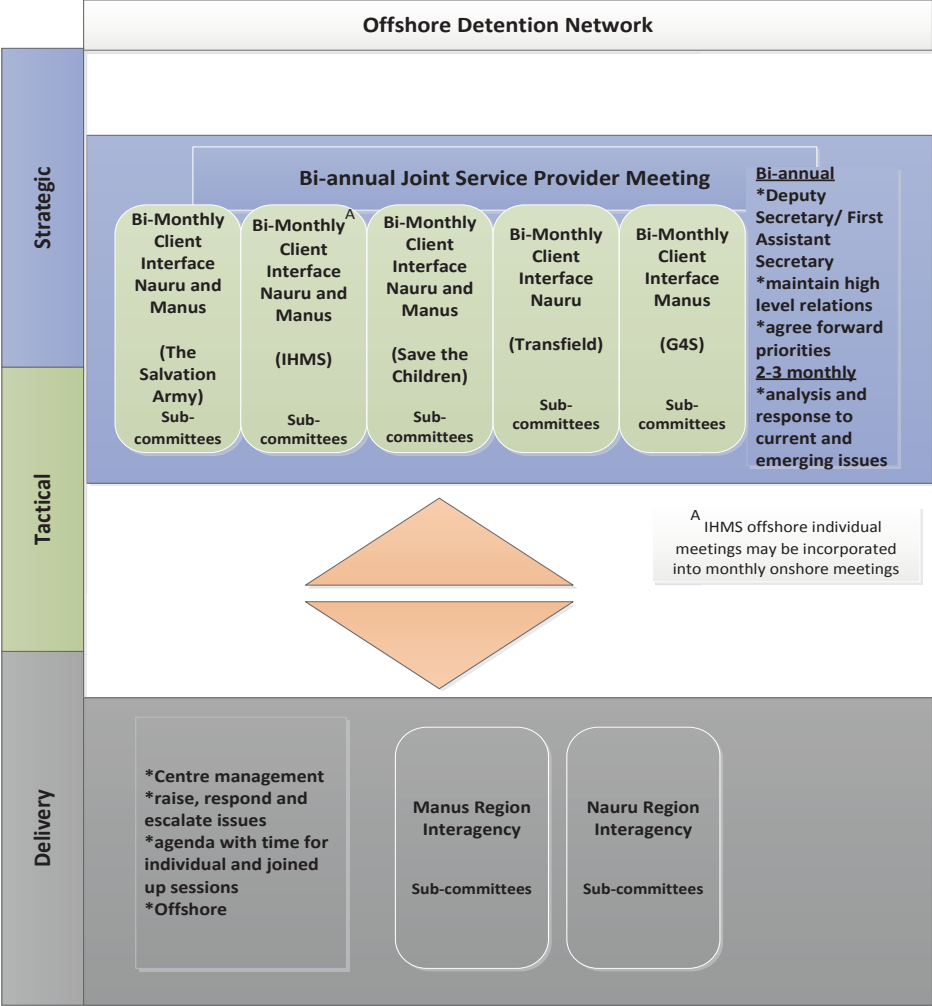 Offshore Detention Network
Strategic
Tactical
Delivery
Bi-annual Joint Service Provider Meeting
Bi-Monthly
Client
Interface
Nauru and
Manus
(The
Salvation
Army)
Sub-
committees
Bi-Monthly A
Client
Interface
Nauru and
Manus
(IHMS)
Sub-
committees
Bi-Monthly
Client
Interface
Nauru and
Manus
(Save the
Children)
Sub-
committees
Bi-Monthly
Client
Interface
Nauru
(Transfield)
Sub-
committees
Bi-Monthly
Client
Interface
Manus
(G4S)
Sub-
committees
Bi-annual
*Deputy
Secretary/ First
Assistant
Secretary
*maintain high
level relations
*agree forward
priorities
2-3 monthly
*analysis and
response to
current and
emerging issues
A IHMS offshore individual
meetings may be incorporated
into monthly onshore meetings
*Centre management
*raise, respond and
escalate issues
*agenda with time for
individual and joined
up sessions
*Offshore
Manus Region
Interagency
Sub-committees
Nauru Region
Interagency
Sub-committees